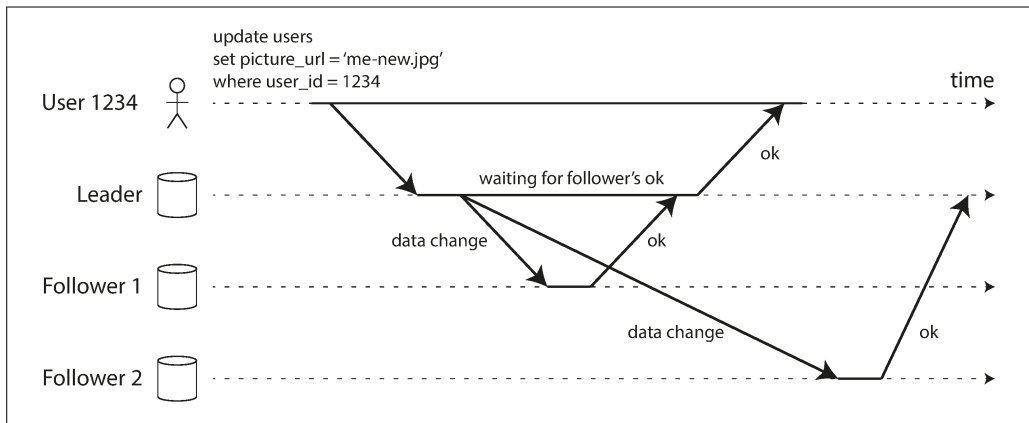 update users
set picture_url = ‘me-new.jpg’
where user_id = 1234
time
User 1234
ok
Leader
waiting for follower’s ok
data change
ok
Follower 1
data change
ok
Follower 2